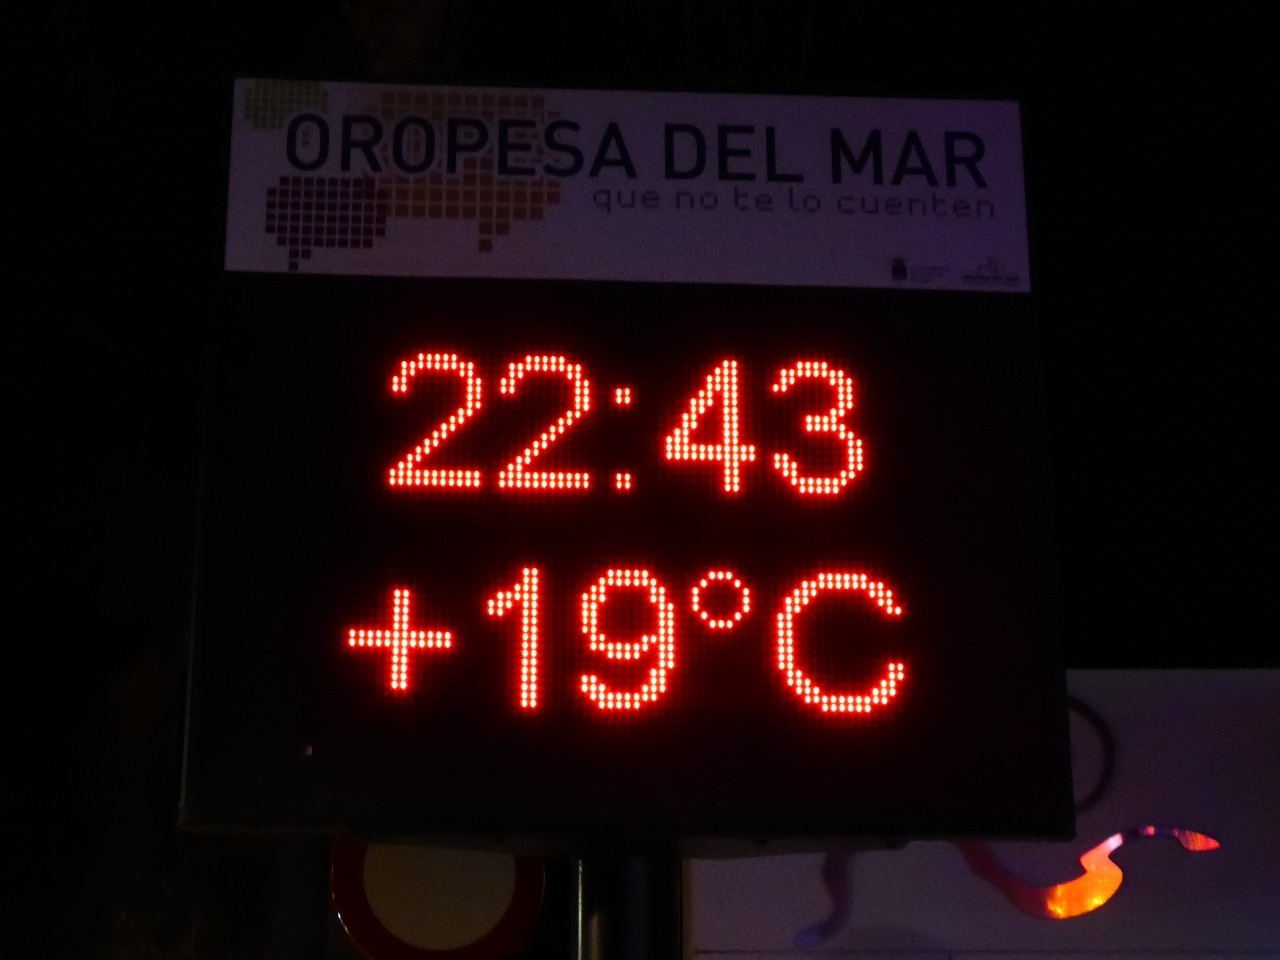 OROPESA DEL MAR
que no te lo cuenten
22:43
+19°C